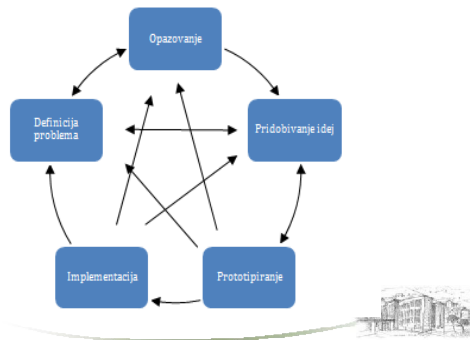 Opazovanje
Definicija
problema
Pridobivanje idej
Implementacija
Prototipiranje